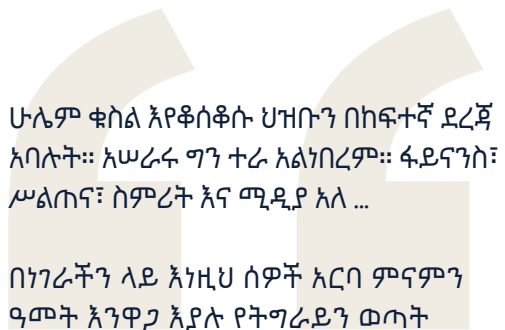 ሁሌም ቁስል እየቆሰቆሱ ህዝቡን በከፍተኛ ደረጃ
አባሉት። አሠራሩ ግን ተራ አልነበረም። ፋይናንስ፣
ሥልጠና፣ ስምሪት እና ሚዲያ አለ ...
በነገራችን ላይ እነዚህ ሰዎች አርባ ምናምን
ዓመት እንዋጋ እያሉ የትግራይን ወጣት